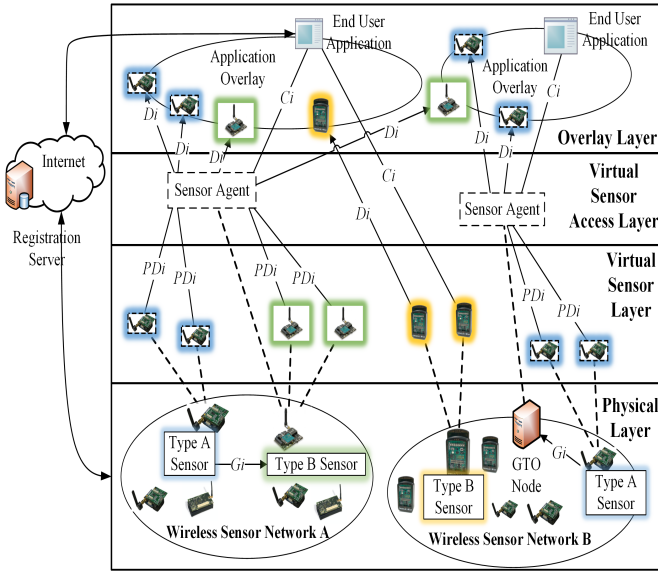 End User
Application
End User
Application
Application
Overlay
Application
Overlay
Ci
Ci
Di
Di
Di
Di
Di
Di
Overlay Layer
Internet
Registration
Server
Sensor Agent
Ci
Di
Sensor Agent
Virtual
Sensor
Access Layer
PDi
PDi
PDi
PDi
PDi
PDi
Virtual
Sensor
Layer
Physical
Layer
Type A
Sensor
Gi
Type B Sensor
Wireless Sensor Network A
Type B
Sensor
GTO
Node
Gi
Type A
Sensor
Wireless Sensor Network B